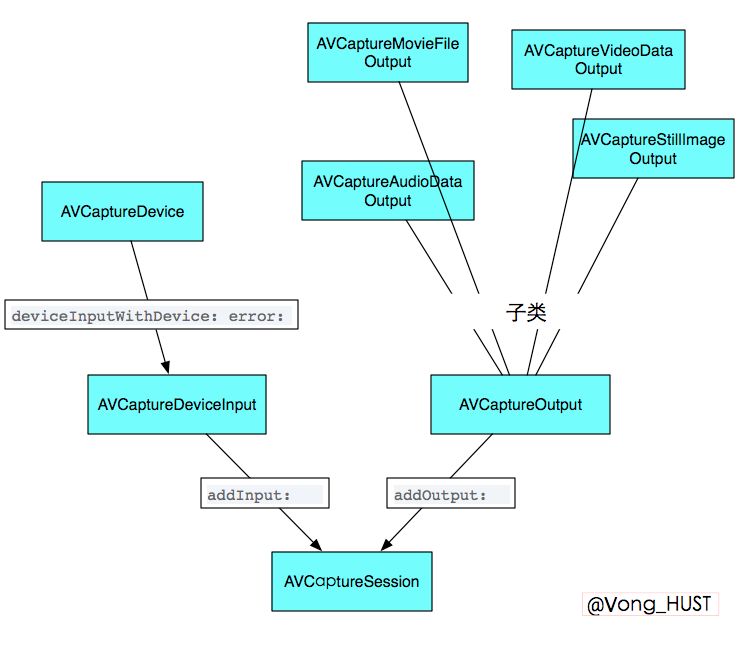 AVCaptureMovieFile
Output
AVCaptureVideoData
Output
AVCaptureStillImage
Output
AVCaptureAudioData
Output
AVCaptureDevice
deviceInputWithDevice: error:
子类
AVCaptureDeviceInput
AVCaptureOutput
addInput:
addOutput:
AVCaptureSession
@Vong_HUST